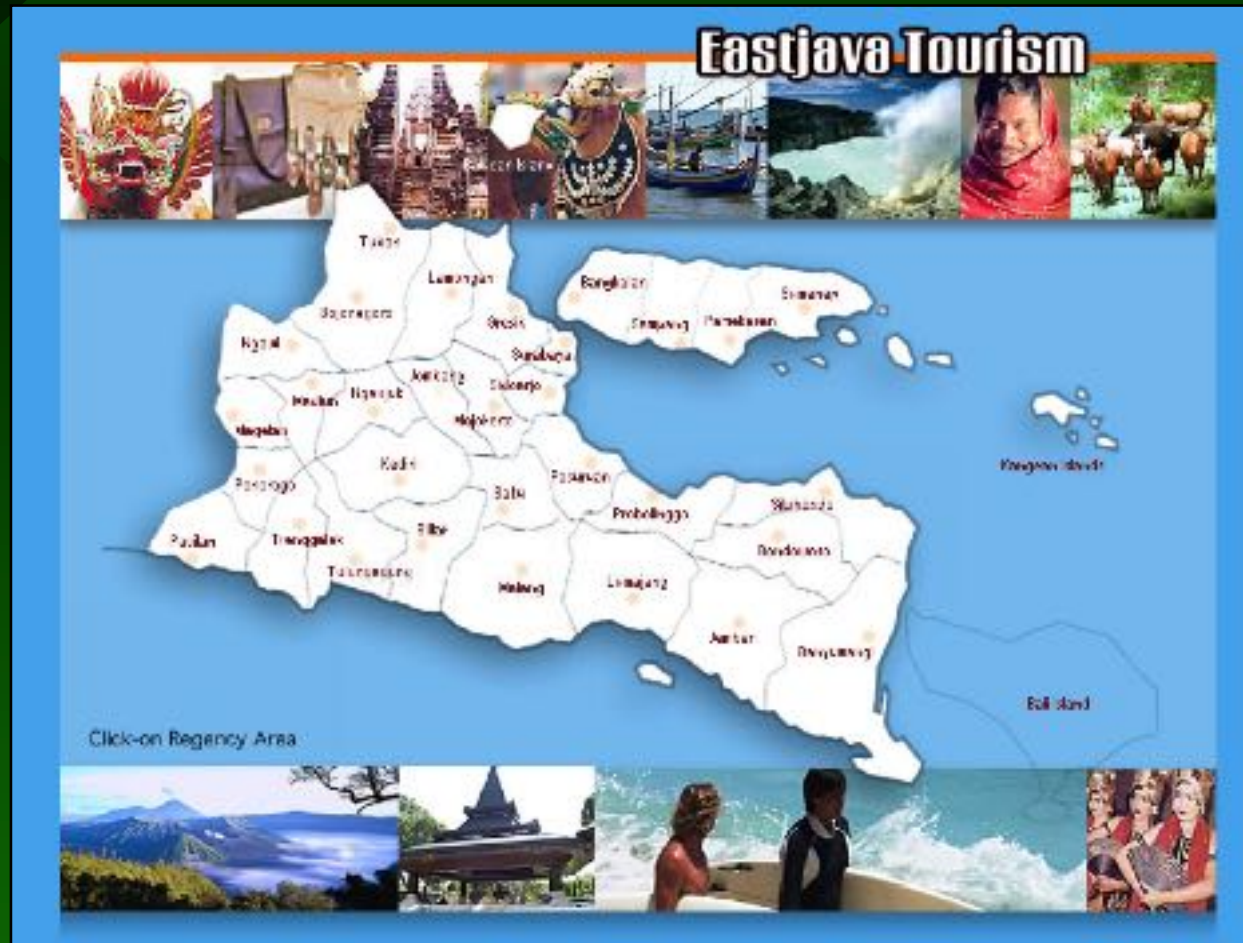 Eastjava Tourism
Tuban
Lamongan
Bangkalan
Sumenep
Bojonegoro
Gresik
Sampang
Pamekasan
Ngawi
Surabaya
Jombang
Sidoarjo
Madiun
Nganjuk
Magetan
Mojokerto
Kediri
Kangean Islands
Ponorogo
Pasuruan
Batu
Situbondo
Probolinggo
Blitar
Pacitan
Trenggalek
Bondowoso
Tulungagung
Malang
Lumajang
Jember
Banyuwangi
Bali Island
Click-on Regency Area